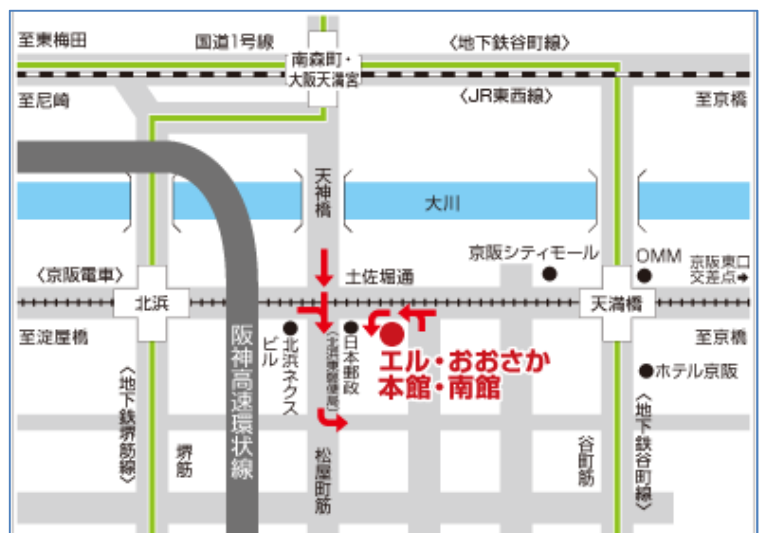 至東梅田
国道1号線
〈地下鉄谷町線〉
南森町・
大阪天満宮
至尼崎
〈JR東西線〉
至京橋
天神橋
大川
〈京阪電車〉
土佐堀通
京阪シティモール
OMM
京阪東口
交差点➡
北浜
天満橋
至淀屋橋
阪神高速環状線
北浜ネクス
ビル
〈北浜東郵便局〉
日本郵政
エル・おおさか
本館・南館
至京橋
ホテル京阪
〈地下鉄堺筋線〉
堺筋
松屋町筋
谷町筋
〈地下鉄谷町線〉